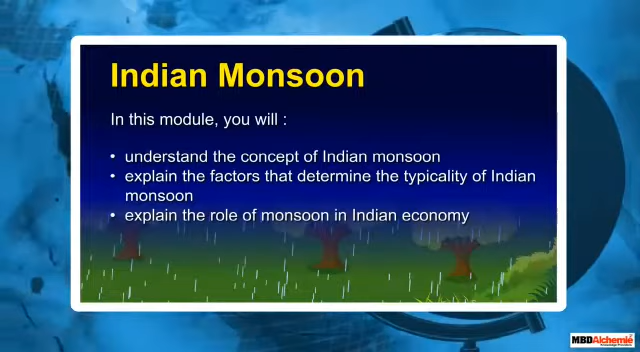 Indian Monsoon
In this module, you will :
• understand the concept of Indian monsoon
• explain the factors that determine the typicality of Indian
monsoon
• explain the role of monsoon in Indian economy
MBDAlchemie